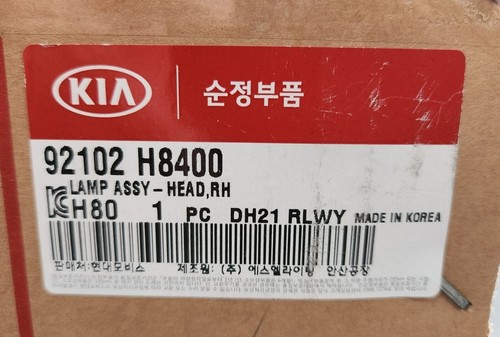 KIA 순정부품
92102 H8400
LAMP ASSY-HEAD,RH
H80 1 PC DH21 RLWY MADE IN KOREA
판매처:현대모비스 제조원: (주) 에스엘라이팅 안산공장